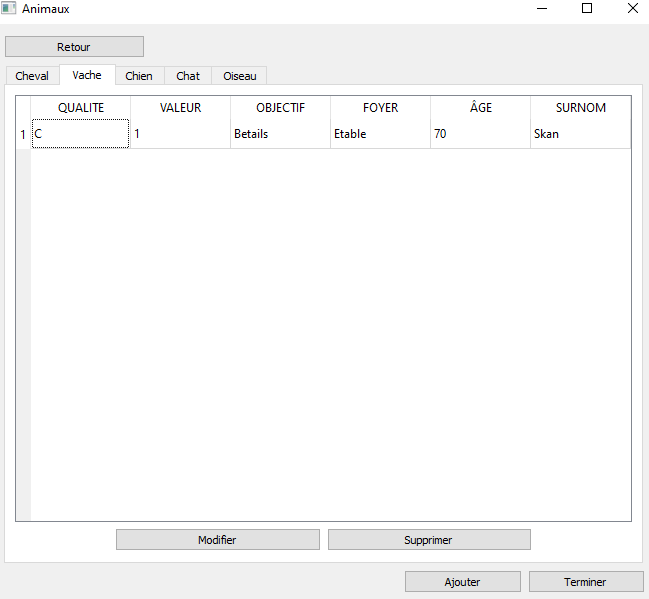 Animaux
Retour
Cheval Vache Chien Chat Oiseau
QUALITE VALEUR OBJECTIF FOYER ÂGE SURNOM
1 C 1 Betails Etable 70 Skan
Modifier Supprimer
Ajouter Terminer